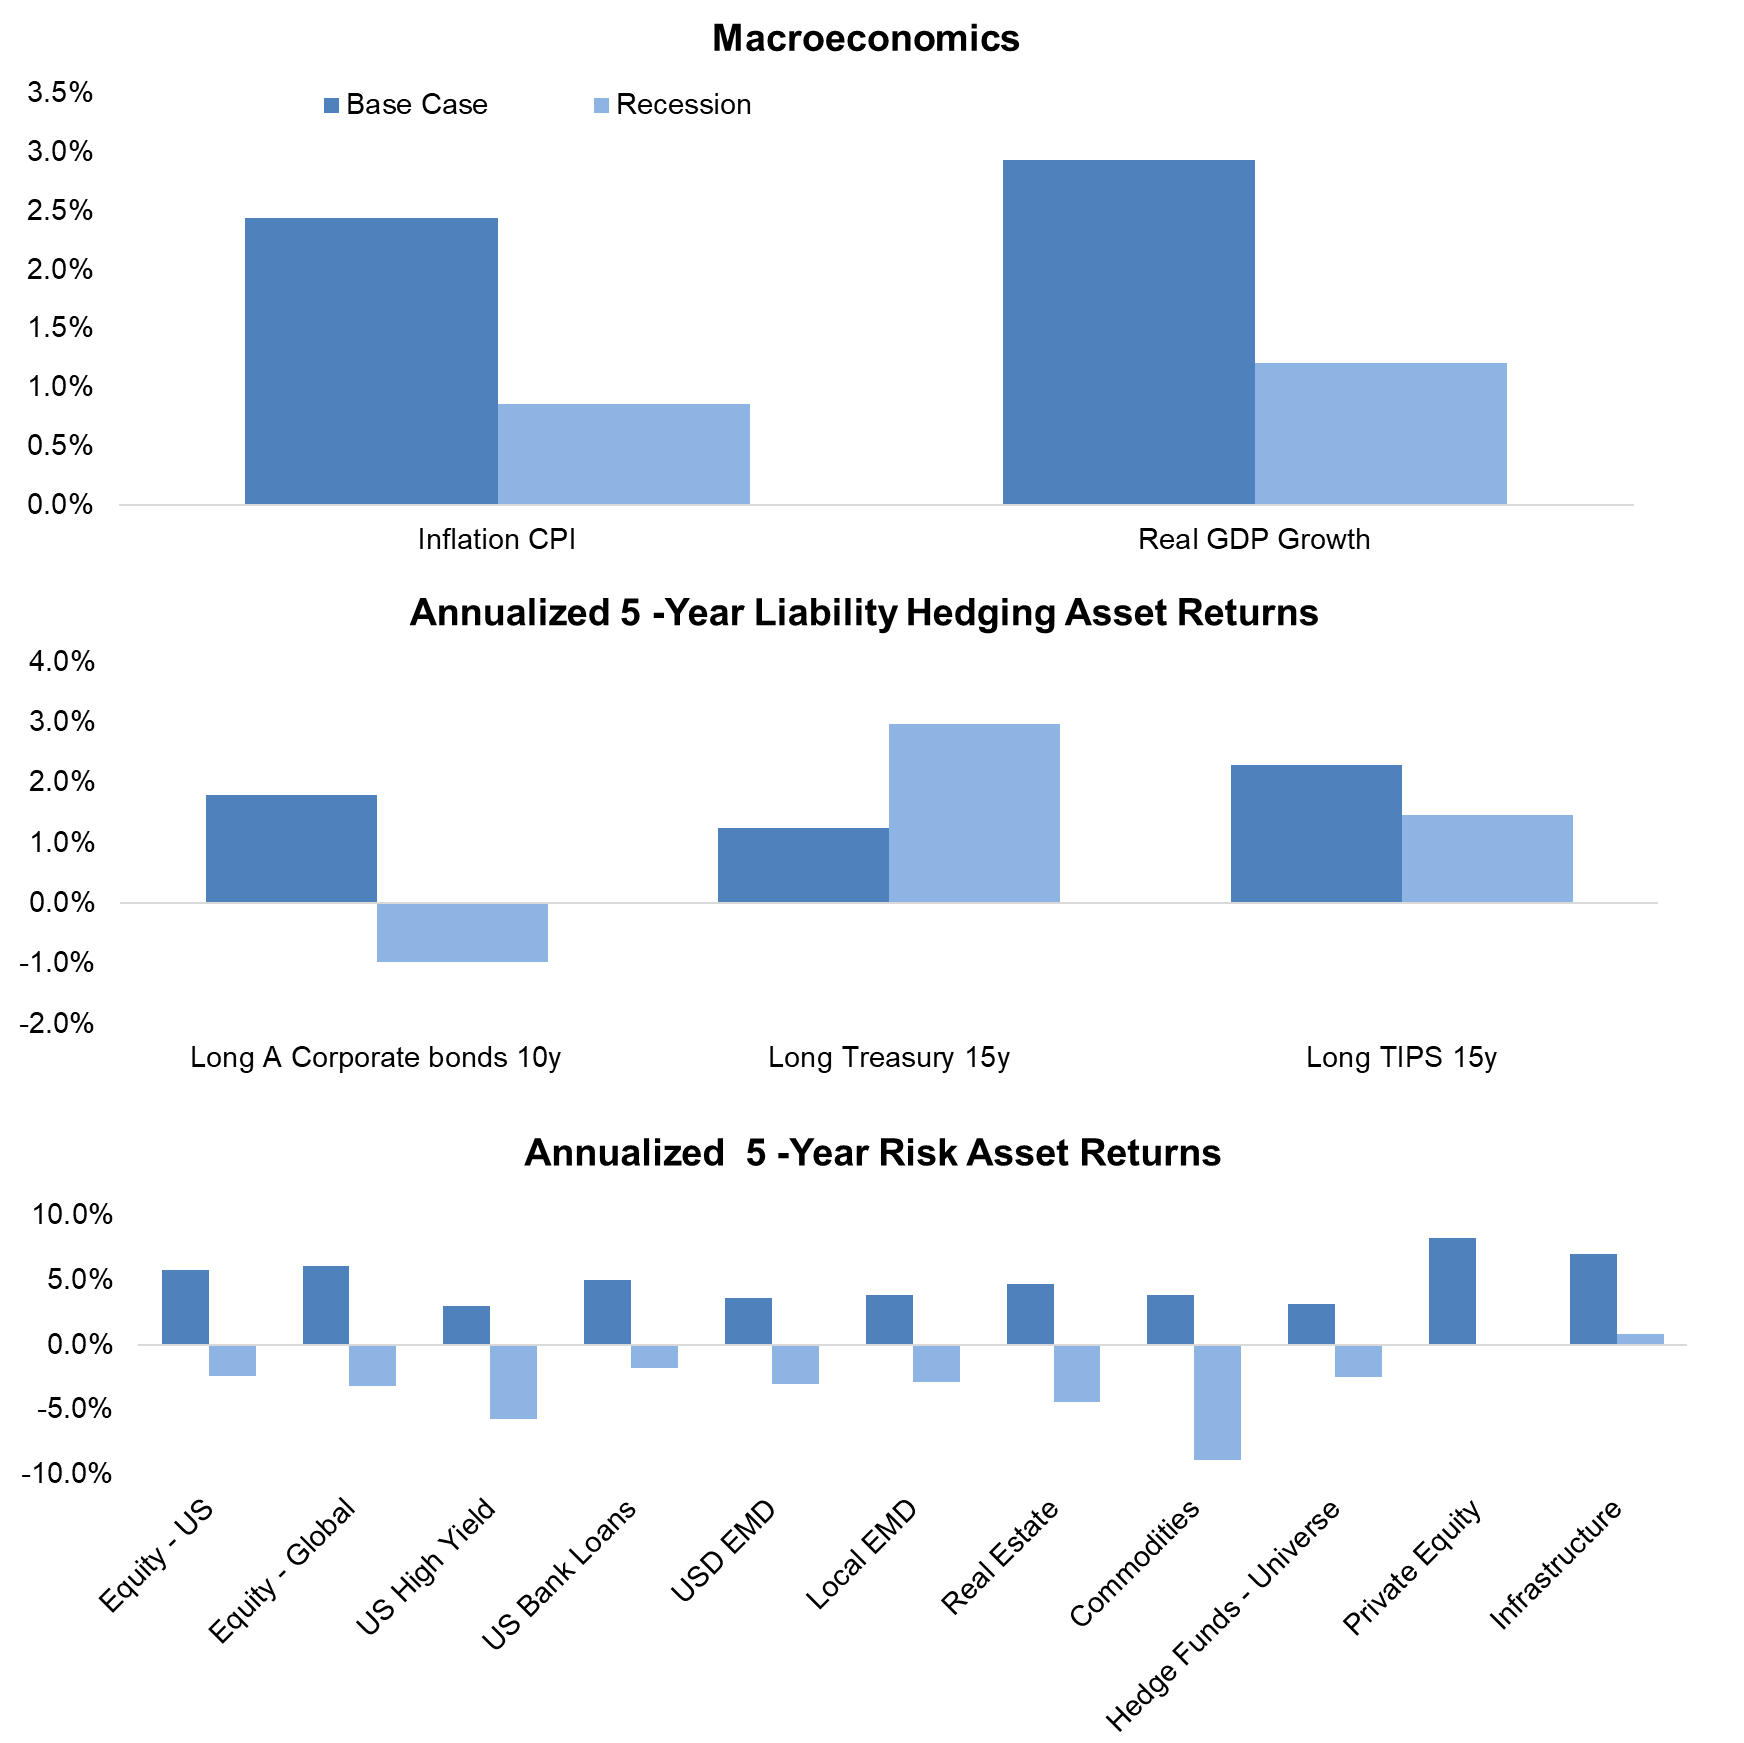 Macroeconomics
3.5%
Base Case
Recession
3.0%
2.5%
2.0%
1.5%
1.0%
0.5%
0.0%
Inflation CPI
Real GDP Growth
Annualized 5 -Year Liability Hedging Asset Returns
4.0%
3.0%
2.0%
1.0%
0.0%
-1.0%
-2.0%
Long A Corporate bonds 10y
Long Treasury 15y
Long TIPS 15y
Annualized  5 -Year Risk Asset Returns
10.0%
5.0%
0.0%
-5.0%
-10.0%
Equity - US
Equity - Global
US High Yield
US Bank Loans
USD EMD
Local EMD
Real Estate
Commodities
Hedge Funds - Universe
Private Equity
Infrastructure